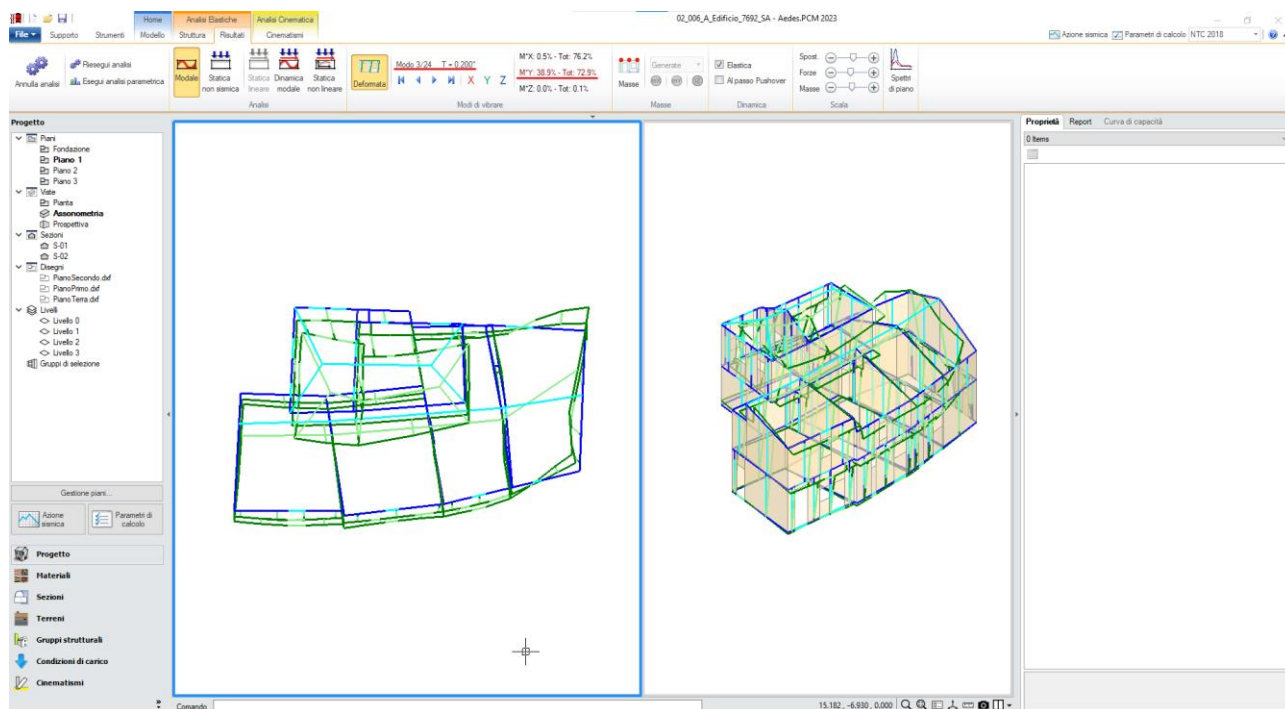 Home Analisi Elastiche Analisi Cinematica 02_006_A_Edificio_7692_SA - Aedes.PCM 2023
File Supporto Strumenti Modello Struttura Risultati Cinematismi Azione sismica Parametri di calcolo NTC 2018
Annulla analisi
Riesegui analisi
Esegui analisi parametrica
Modale
Statica non sismica
Statica lineare
Dinamica modale
Statica non lineare
Analisi
Deformata
Modo 3/24 T = 0.200"
X Y Z
M*X: 0.5% - Tot: 76.2%
M*Y: 38.9% - Tot: 72.9%
M*Z: 0.0% - Tot: 0.1%
Modi di vibrare
Masse
Generate
Masse
Elastica
Al passo Pushover
Dinamica
Spost.
Forze
Masse
Scala
Spettri di piano
Progetto
Piani
Fondazione
Piano 1
Piano 2
Piano 3
Viste
Pianta
Assonometria
Prospettiva
Sezioni
S-01
S-02
Disegni
PianoSecondo.dxf
PianoPrimo.dxf
PianoTerra.dxf
Livelli
Livello 0
Livello 1
Livello 2
Livello 3
Gruppi di selezione
Gestione piani...
Azione sismica
Parametri di calcolo
Progetto
Materiali
Sezioni
Terreni
Gruppi strutturali
Condizioni di carico
Cinematismi
Proprietà Report Curva di capacità
0 Items
Comando
15.182 , -6.930 , 0.000